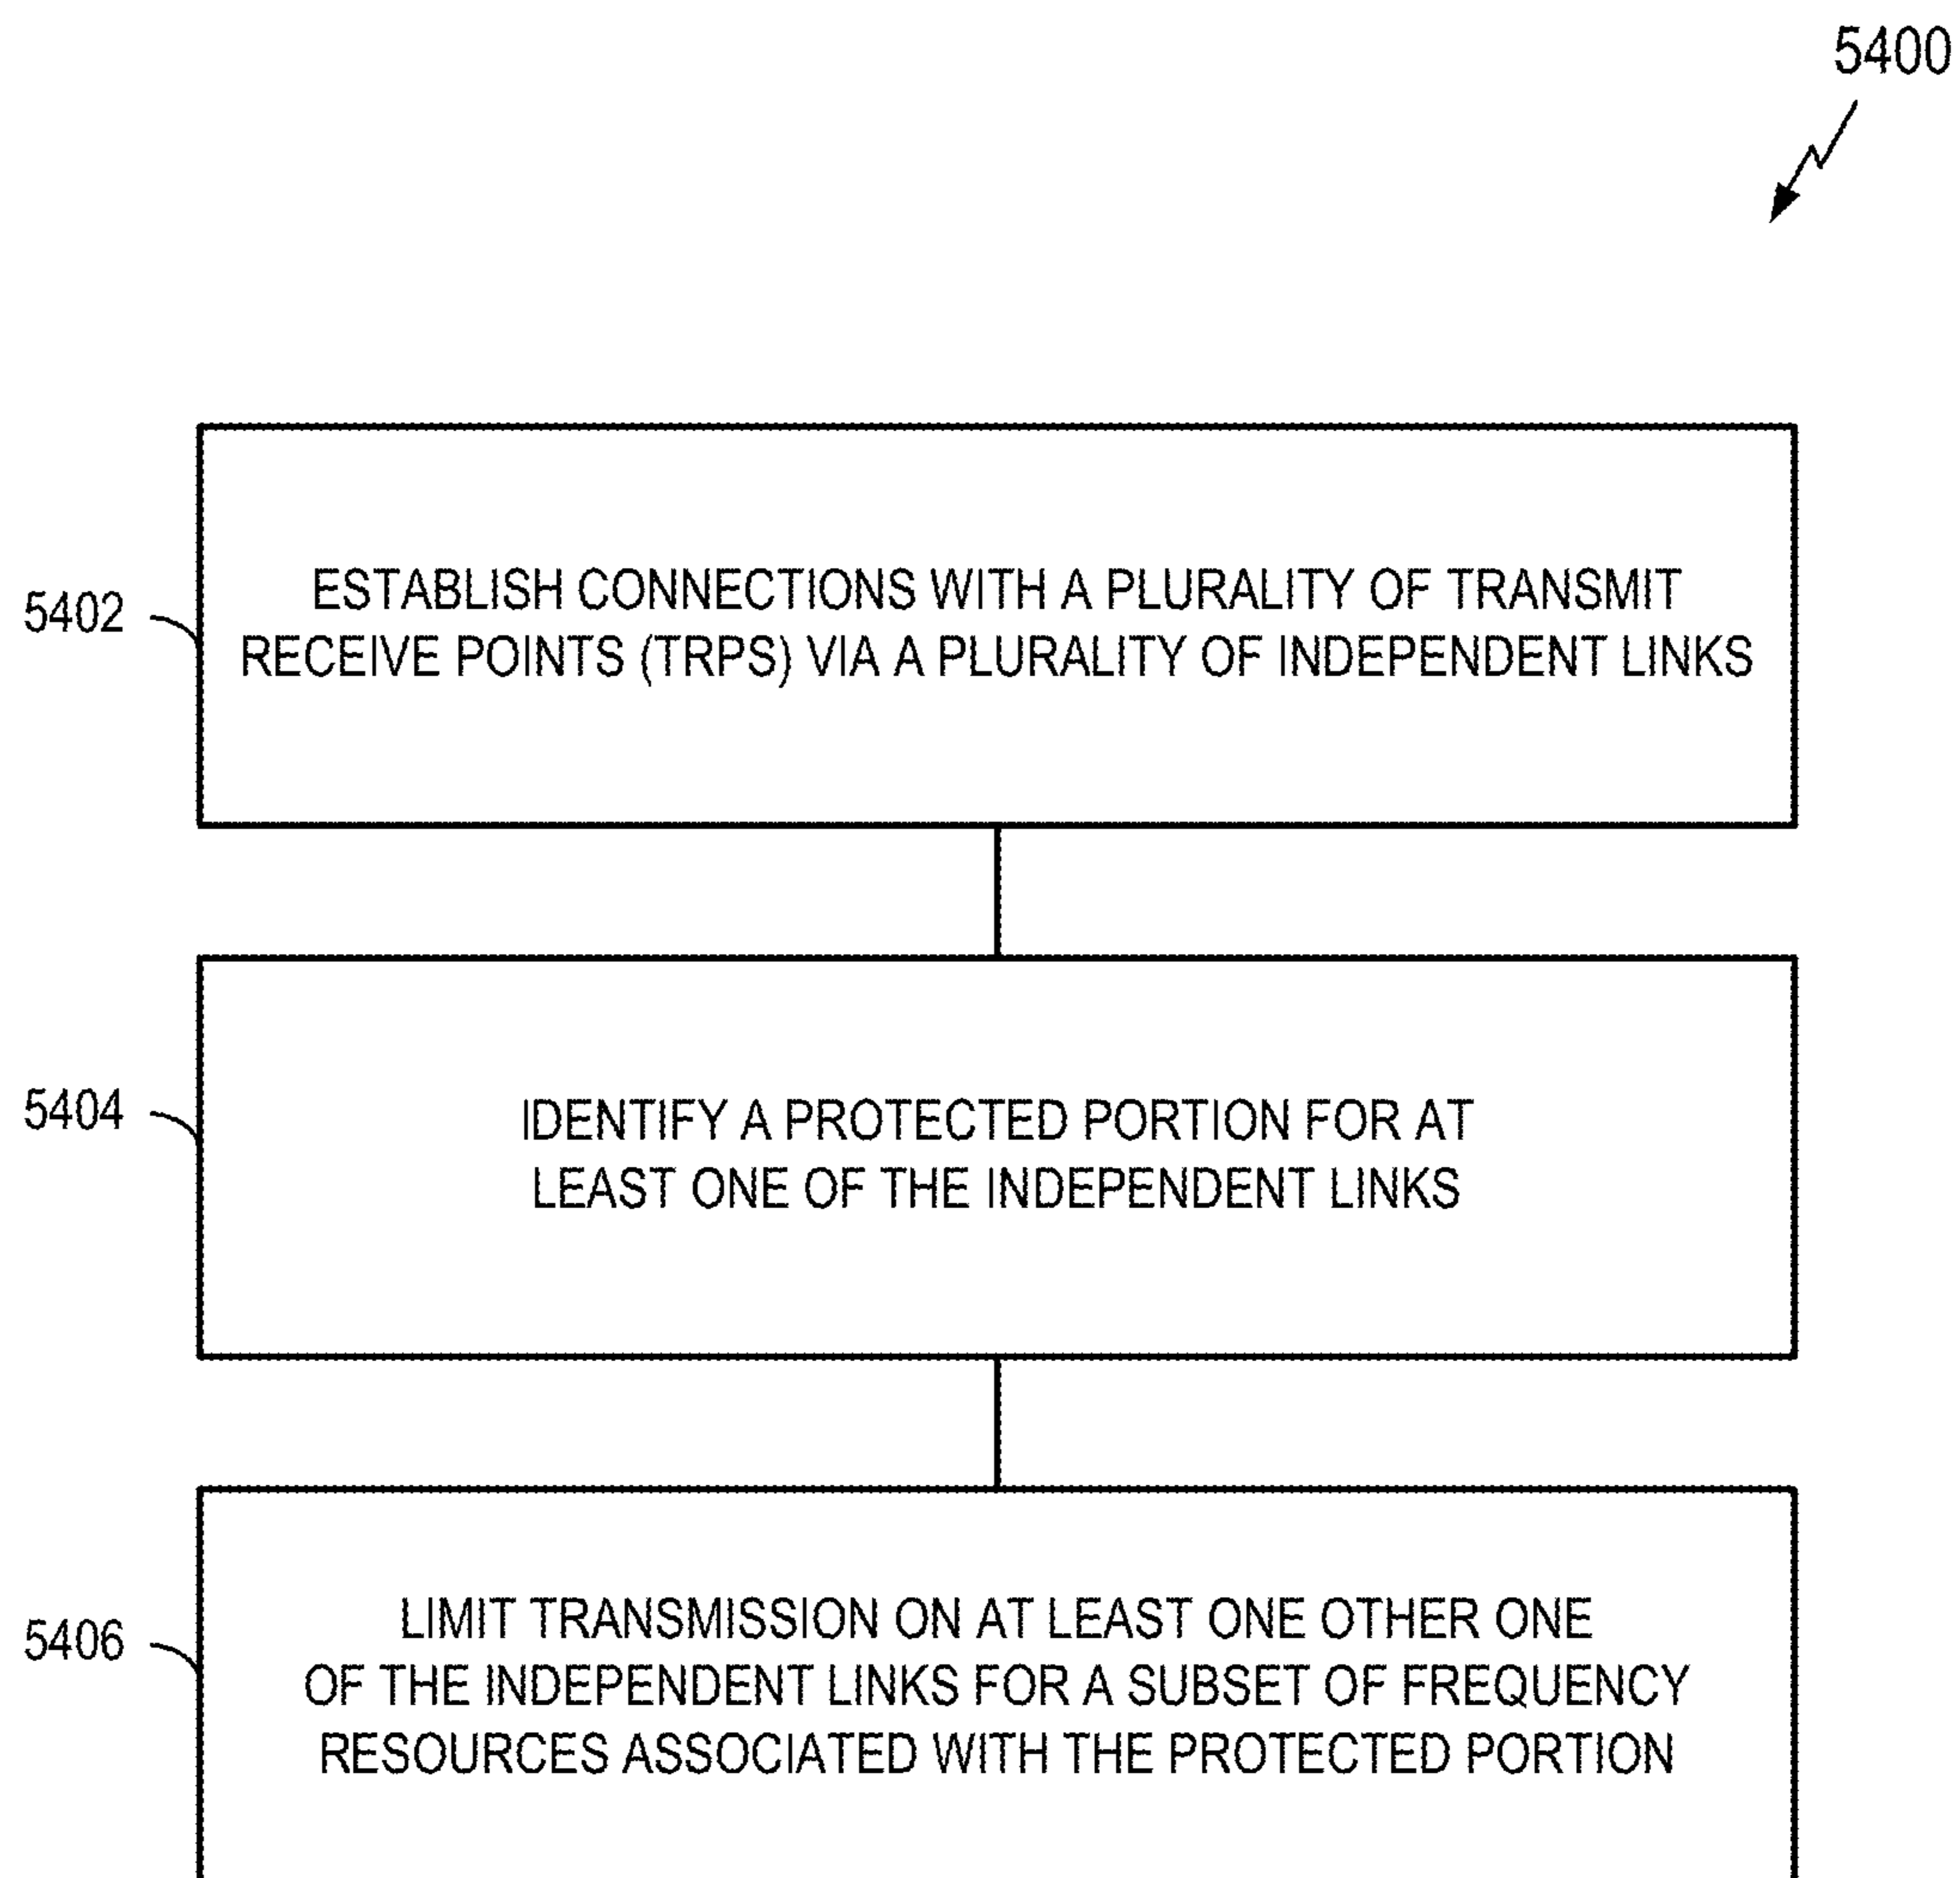 5400
5402
ESTABLISH CONNECTIONS WITH A PLURALITY OF TRANSMIT
RECEIVE POINTS (TRPS) VIA A PLURALITY OF INDEPENDENT LINKS
5404
IDENTIFY A PROTECTED PORTION FOR AT
LEAST ONE OF THE INDEPENDENT LINKS
5406
LIMIT TRANSMISSION ON AT LEAST ONE OTHER ONE
OF THE INDEPENDENT LINKS FOR A SUBSET OF FREQUENCY
RESOURCES ASSOCIATED WITH THE PROTECTED PORTION